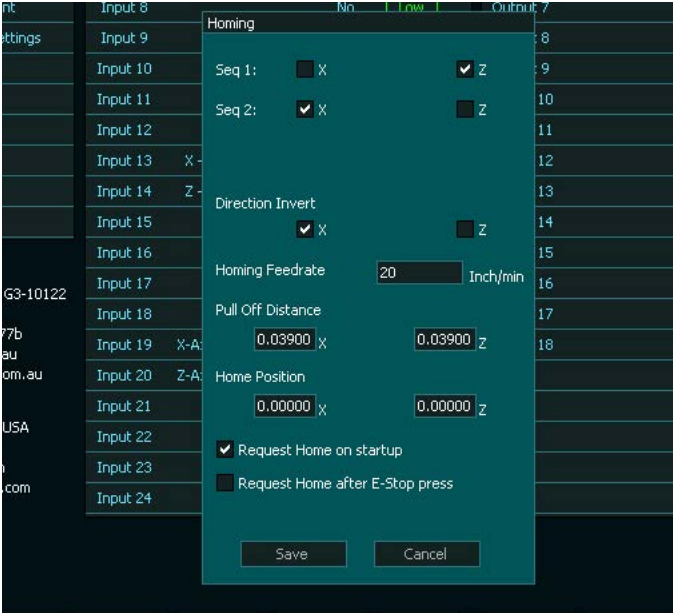 nt
Input 8
No
[ Low ]
Output 7
ettings
Input 9
: 8
Input 10
: 9
Input 11
10
Input 12
11
Input 13
X -
12
Input 14
Z -
13
Input 15
14
Input 16
15
G3-10122
Input 17
16
Input 18
17
77b
Input 19
X-A:
18
au
om.au
Input 20
Z-A:
Input 21
USA
Input 22
Input 23
.com
Input 24
Homing
Seq 1: X Z
Seq 2: X Z
Direction Invert
X Z
Homing Feedrate 20 Inch/min
Pull Off Distance
0.03900 X 0.03900 Z
Home Position
0.00000 X 0.00000 Z
Request Home on startup
Request Home after E-Stop press
Save Cancel